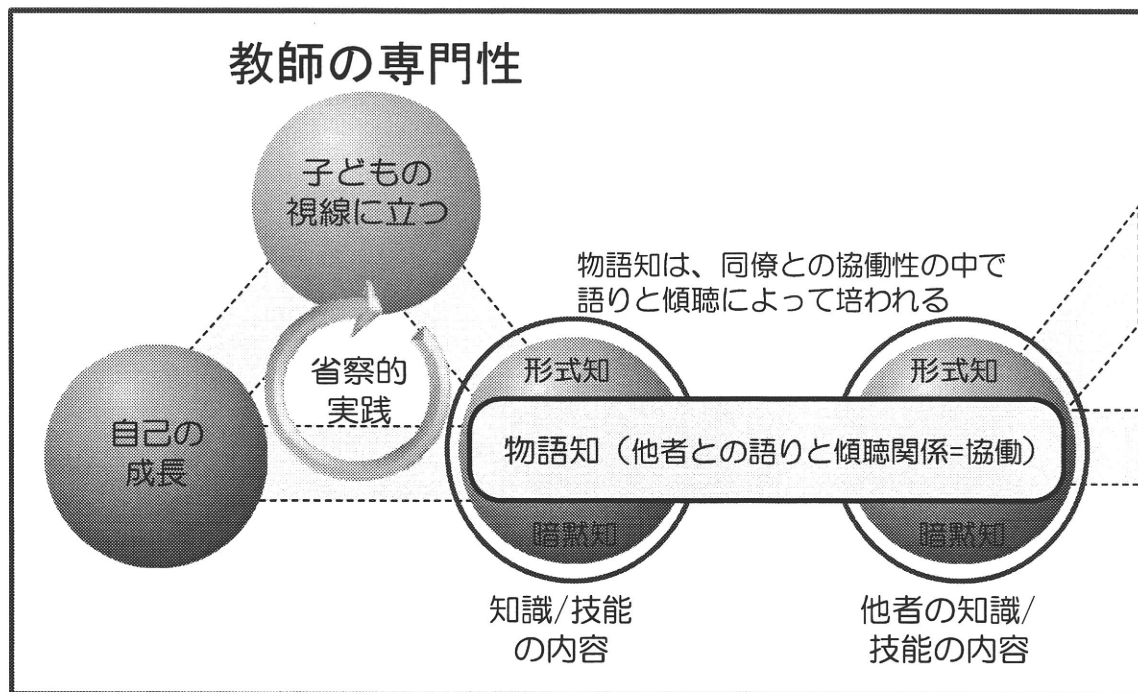 教師の専門性
子どもの
視線に立つ
物語知は、同僚との協働性の中で
語りと傾聴によって培われる
省察的
実践
自己の
成長
形式知
形式知
物語知（他者との語りと傾聴関係=協働）
暗黙知
暗黙知
知識/技能
の内容
他者の知識/
技能の内容